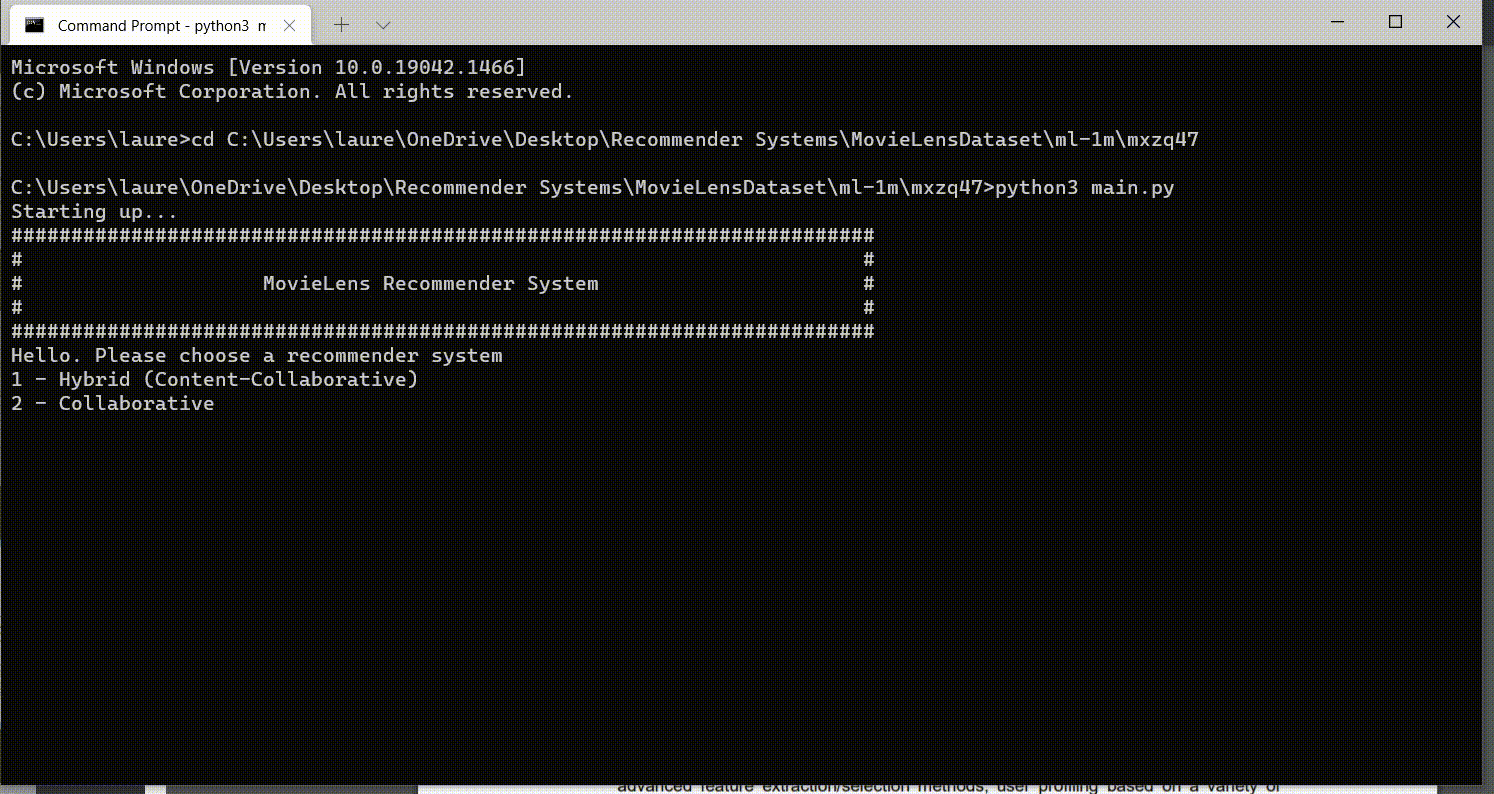 Command Prompt - python3 m
Microsoft Windows [Version 10.0.19042.1466]
(c) Microsoft Corporation. All rights reserved.
C:\Users\laure>cd C:\Users\laure\OneDrive\Desktop\Recommender Systems\MovieLensDataset\ml-1m\mxzq47
C:\Users\laure\OneDrive\Desktop\Recommender Systems\MovieLensDataset\ml-1m\mxzq47>python3 main.py
Starting up...
########################################################################
#                                                                      #
#                    MovieLens Recommender System                      #
#                                                                      #
########################################################################
Hello. Please choose a recommender system
1 - Hybrid (Content-Collaborative)
2 - Collaborative
advanced feature extraction/selection methods, user profiling based on a variety of